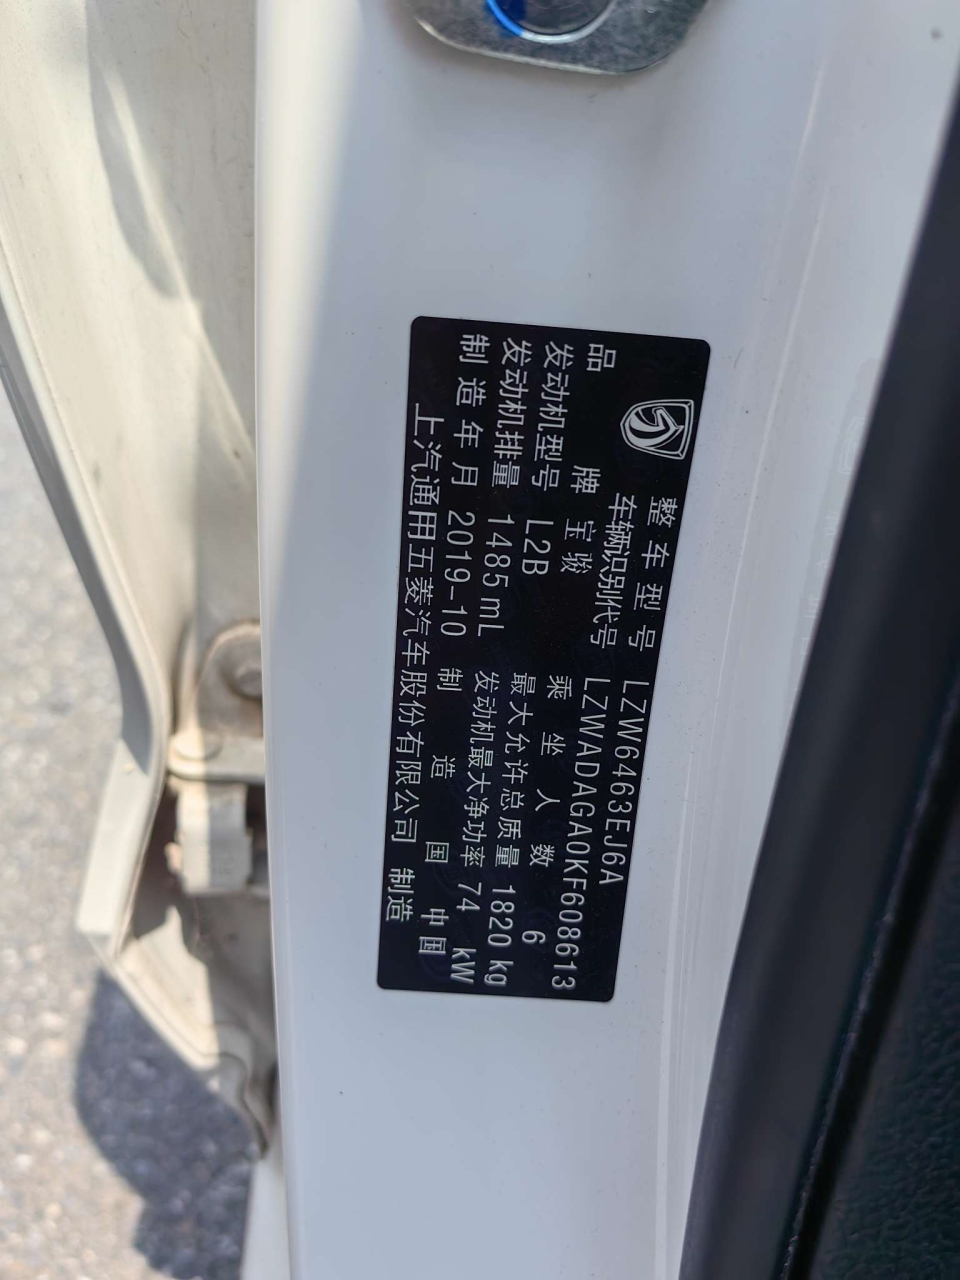 整车型号 LZW6463EJ6A
车辆识别代号 LZWADAGA0KF608613
品牌 宝骏 乘坐人数 6
发动机型号 L2B 最大允许总质量 1820 kg
发动机排量 1485 mL 发动机最大净功率 74 kW
制造年月 2019-10 制造国 中国
上汽通用五菱汽车股份有限公司 制造